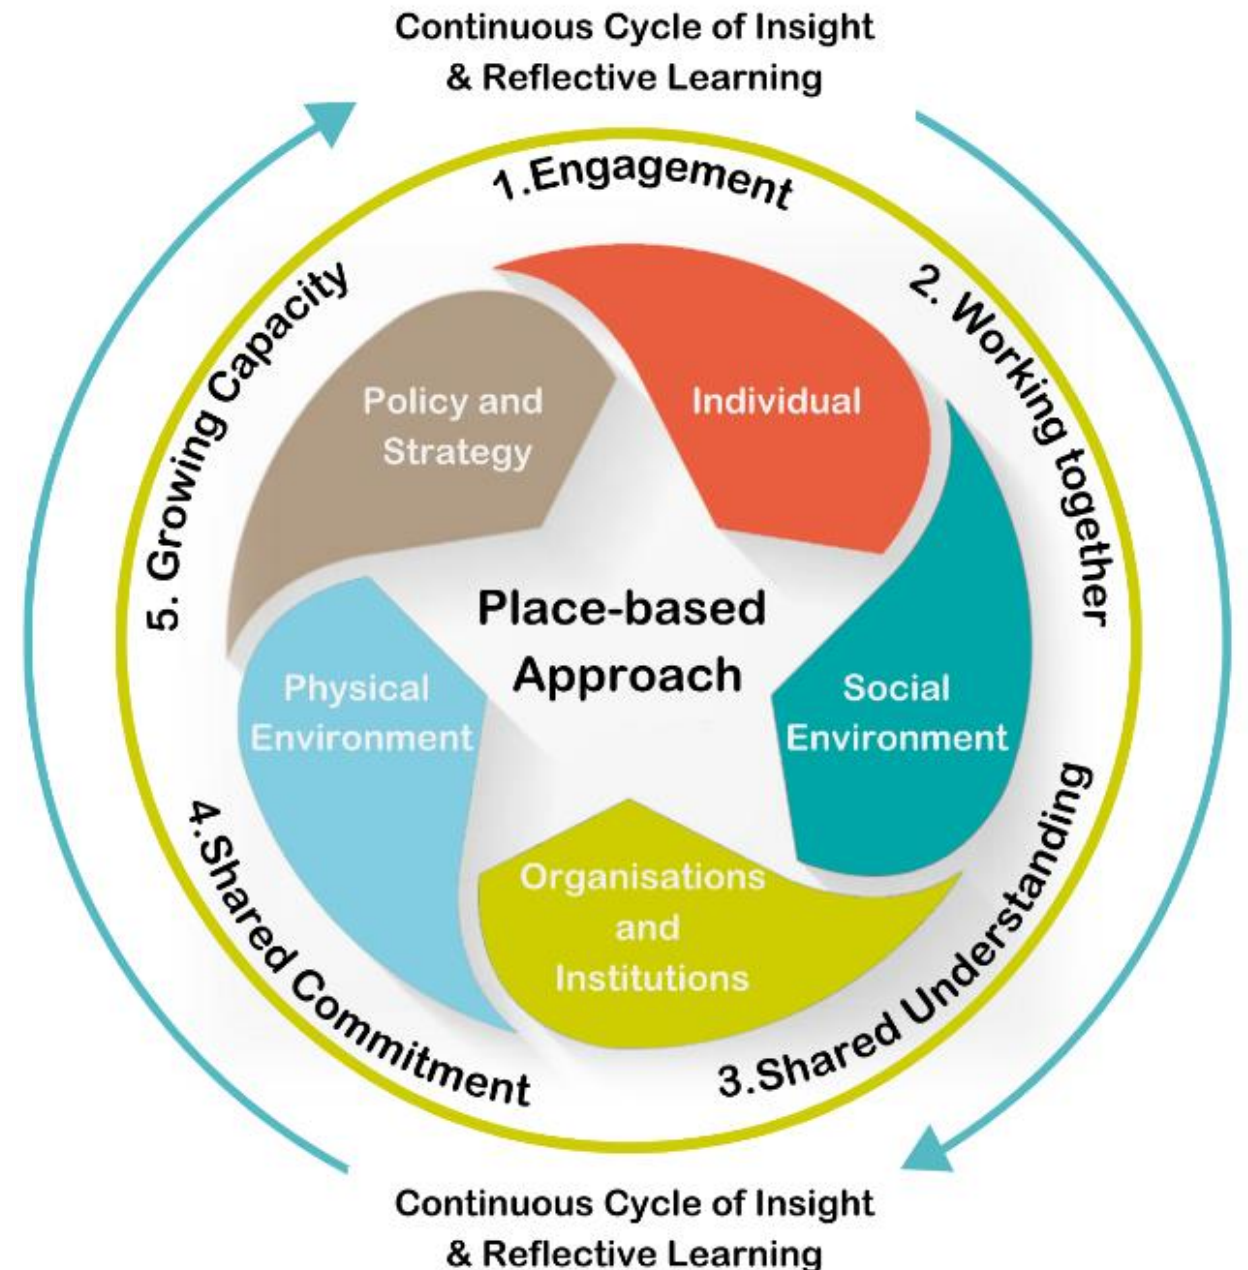 Continuous Cycle of Insight
& Reflective Learning
1.Engagement
2. Working together
3.Shared Understanding
4.Shared Commitment
5. Growing Capacity
Individual
Social
Environment
Organisations
and
Institutions
Physical
Environment
Policy and
Strategy
Place-based
Approach
Continuous Cycle of Insight
& Reflective Learning